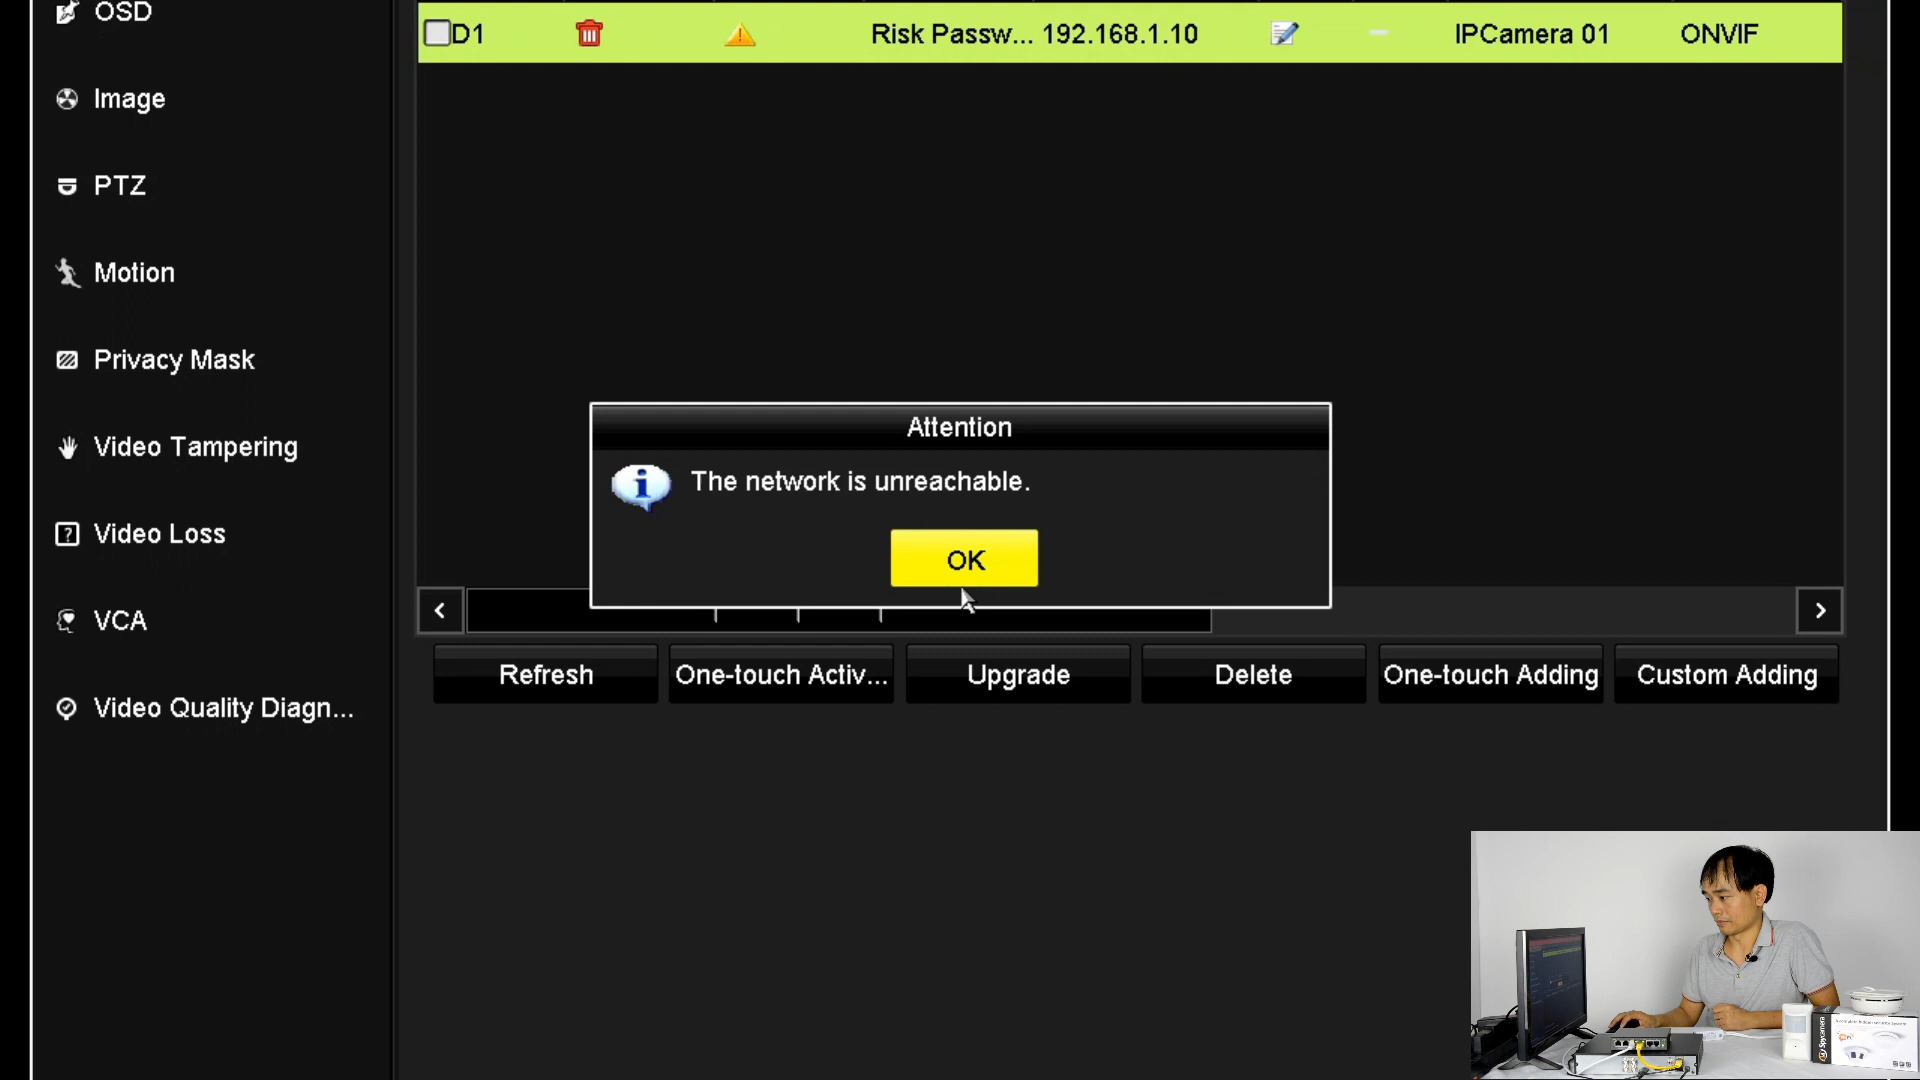 OSD
Image
PTZ
Motion
Privacy Mask
Video Tampering
Video Loss
VCA
Video Quality Diagn...
D1 Risk Passw... 192.168.1.10 IPCamera 01 ONVIF
Attention
The network is unreachable.
OK
Refresh One-touch Activ... Upgrade Delete One-touch Adding Custom Adding
Spycamera